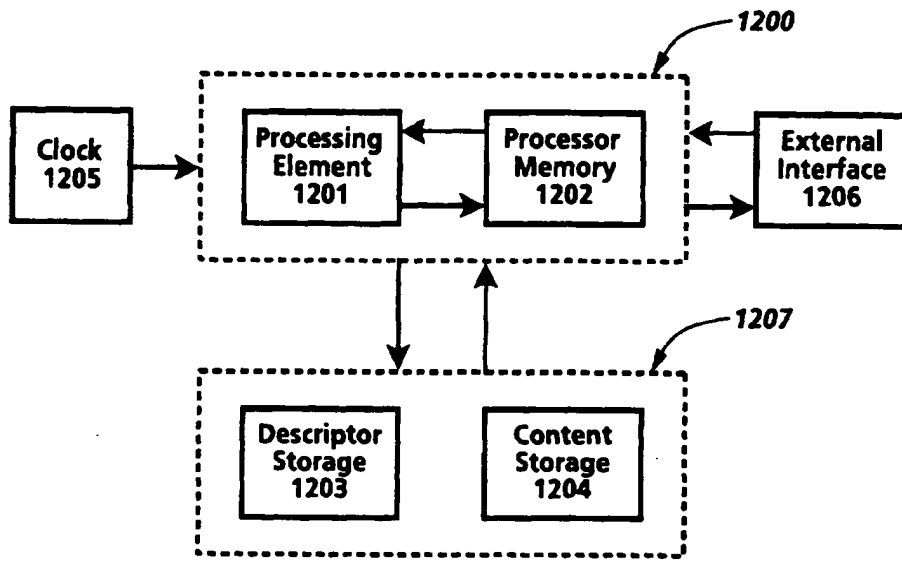 1200
Clock
1205
Processing
Element
1201
Processor
Memory
1202
External
Interface
1206
1207
Descriptor
Storage
1203
Content
Storage
1204